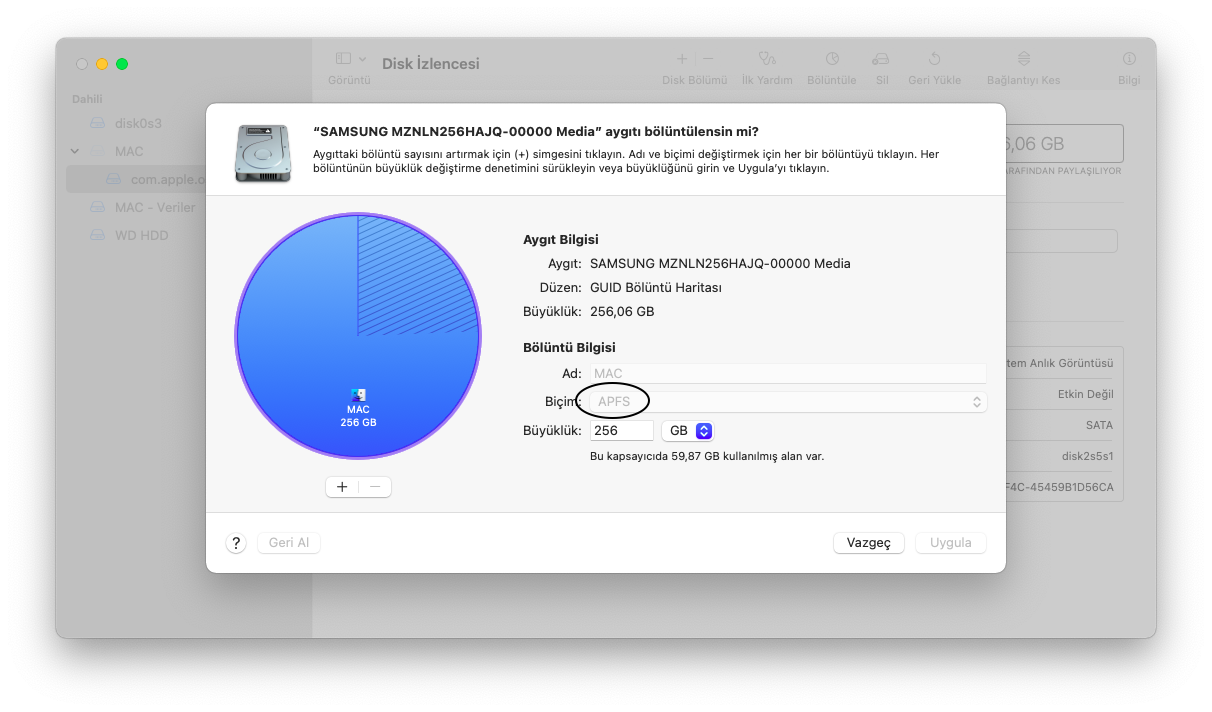 Disk İzlencesi
Görüntü
Disk Bölümü
İlk Yardım
Bölüntüle
Sil
Geri Yükle
Bağlantıyı Kes
Bilgi
Dahili
disk0s3
MAC
com.apple.o
MAC - Veriler
WD HDD
6,06 GB
ARAFINDAN PAYLAŞILIYOR
“SAMSUNG MZNLN256HAJQ-00000 Media” aygıtı bölüntülensin mi?
Aygıttaki bölüntü sayısını artırmak için (+) simgesini tıklayın. Adı ve biçimi değiştirmek için her bir bölüntüyü tıklayın. Her
bölüntünün büyüklük değiştirme denetimini sürükleyin veya büyüklüğünü girin ve Uygula’yı tıklayın.
MAC
256 GB
+ −
Aygıt Bilgisi
Aygıt: SAMSUNG MZNLN256HAJQ-00000 Media
Düzen: GUID Bölüntü Haritası
Büyüklük: 256,06 GB
Bölüntü Bilgisi
Ad: MAC
Biçim: APFS
Büyüklük: 256 GB
Bu kapsayıcıda 59,87 GB kullanılmış alan var.
tem Anlık Görüntüsü
Etkin Değil
SATA
disk2s5s1
F4C-45459B1D56CA
? Geri Al
Vazgeç
Uygula